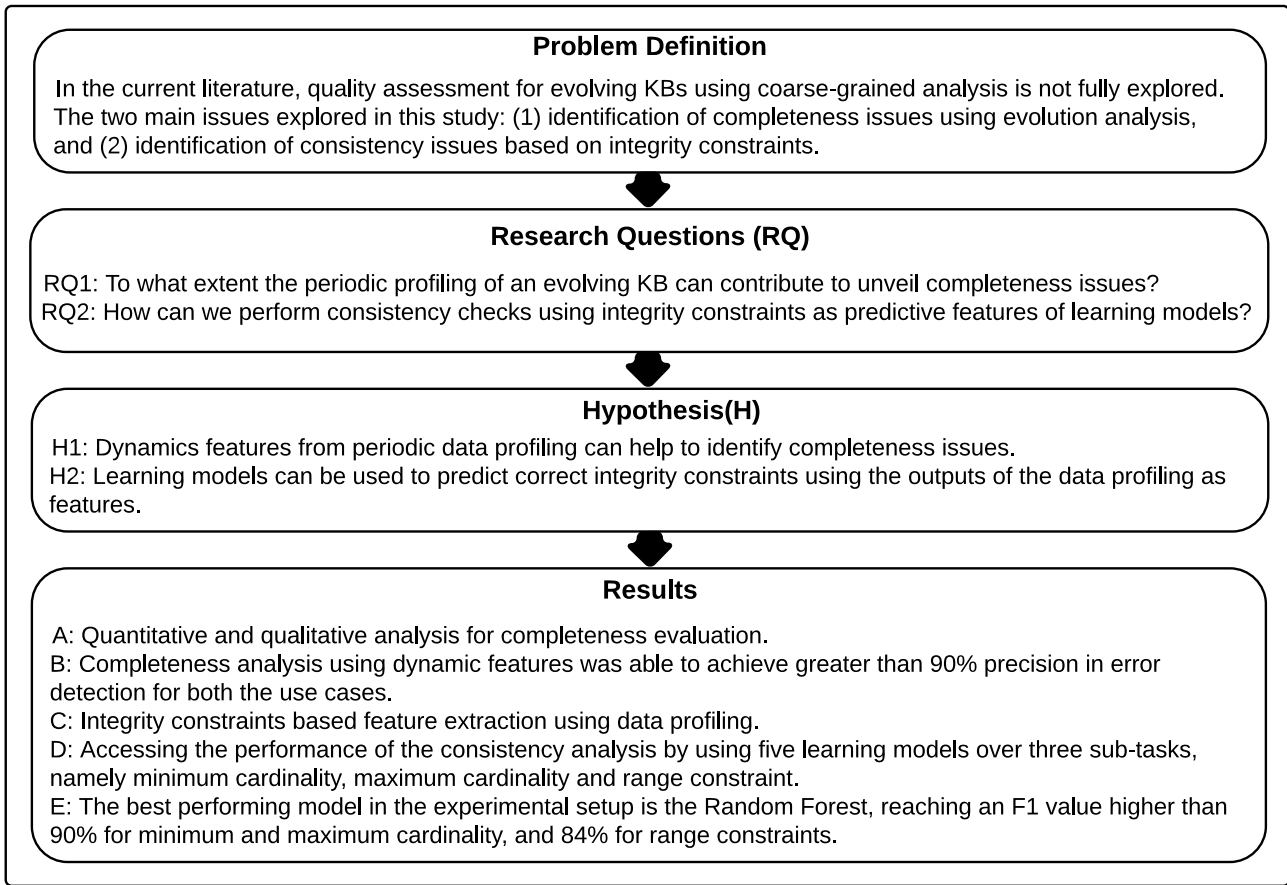 Problem Definition
In the current literature, quality assessment for evolving KBs using coarse-grained analysis is not fully explored.
The two main issues explored in this study: (1) identification of completeness issues using evolution analysis,
and (2) identification of consistency issues based on integrity constraints.
Research Questions (RQ)
RQ1: To what extent the periodic profiling of an evolving KB can contribute to unveil completeness issues?
RQ2: How can we perform consistency checks using integrity constraints as predictive features of learning models?
Hypothesis(H)
H1: Dynamics features from periodic data profiling can help to identify completeness issues.
H2: Learning models can be used to predict correct integrity constraints using the outputs of the data profiling as
features.
Results
A: Quantitative and qualitative analysis for completeness evaluation.
B: Completeness analysis using dynamic features was able to achieve greater than 90% precision in error
detection for both the use cases.
C: Integrity constraints based feature extraction using data profiling.
D: Accessing the performance of the consistency analysis by using five learning models over three sub-tasks,
namely minimum cardinality, maximum cardinality and range constraint.
E: The best performing model in the experimental setup is the Random Forest, reaching an F1 value higher than
90% for minimum and maximum cardinality, and 84% for range constraints.